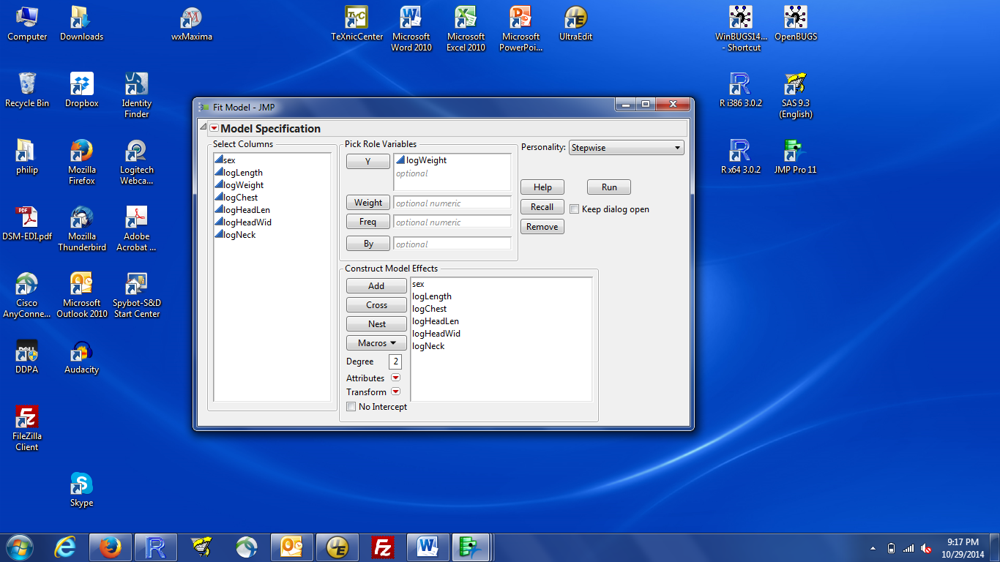 Computer
Downloads
wxMaxima
TeXnicCenter
Microsoft
Word 2010
Microsoft
Excel 2010
Microsoft
PowerPoi...
UltraEdit
WinBUGS14...
- Shortcut
OpenBUGS
Recycle Bin
Dropbox
Identity
Finder
R i386 3.0.2
SAS 9.3
(English)
philip
Mozilla
Firefox
Logitech
Webca...
R x64 3.0.2
JMP Pro 11
DSM-EDI.pdf
Mozilla
Thunderbird
Adobe
Acrobat ...
Cisco
AnyConne...
Microsoft
Outlook 2010
Spybot-S&D
Start Center
DDPA
Audacity
FileZilla
Client
Skype
Fit Model - JMP
Model Specification
Select Columns
sex
logLength
logWeight
logChest
logHeadLen
logHeadWid
logNeck
Pick Role Variables
Y
logWeight
optional
Weight
optional numeric
Freq
optional numeric
By
optional
Personality:
Stepwise
Help
Run
Recall
Keep dialog open
Remove
Construct Model Effects
Add
Cross
Nest
Macros
Degree
2
Attributes
Transform
No Intercept
sex
logLength
logChest
logHeadLen
logHeadWid
logNeck
9:17 PM
10/29/2014